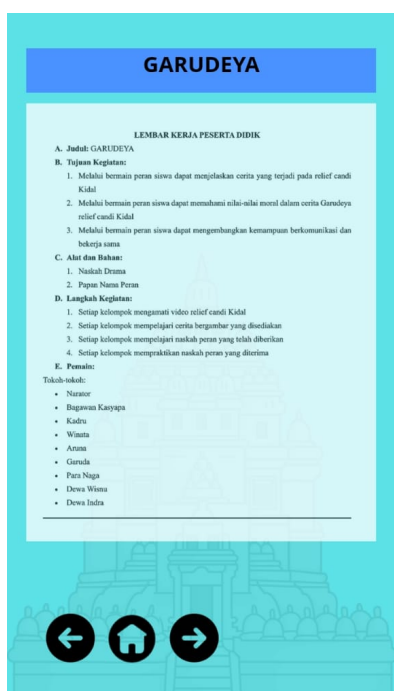 GARUDEYA
LEMBAR KERJA PESERTA DIDIK
A. Judul: GARUDEYA
B. Tujuan Kegiatan:
1. Melalui bermain peran siswa dapat menjelaskan cerita yang terjadi pada relief candi
Kidal
2. Melalui bermain peran siswa dapat memahami nilai-nilai moral dalam cerita Garudeya
relief candi Kidal
3. Melalui bermain peran siswa dapat mengembangkan kemampuan berkomunikasi dan
bekerja sama
C. Alat dan Bahan:
1. Naskah Drama
2. Papan Nama Peran
D. Langkah Kegiatan:
1. Setiap kelompok mengamati video relief candi Kidal
2. Setiap kelompok mempelajari cerita bergambar yang disediakan
3. Setiap kelompok mempelajari naskah peran yang telah diberikan
4. Setiap kelompok mempraktikan naskah peran yang diterima
E. Pemain:
Tokoh-tokoh:
• Narator
• Bagawan Kasyapa
• Kadru
• Winata
• Aruna
• Garuda
• Para Naga
• Dewa Wisnu
• Dewa Indra